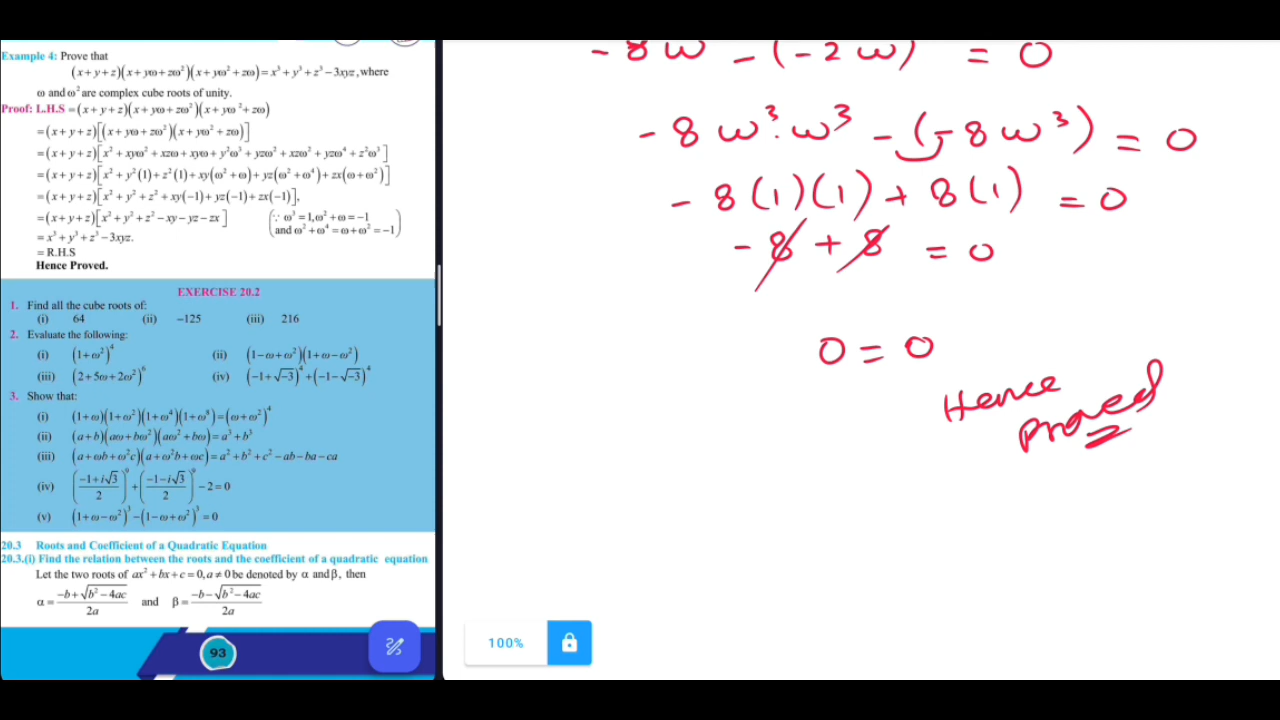 Example 4: Prove that
(x + y + z)(x + yω + zω²)(x + yω² + zω) = x³ + y³ + z³ − 3xyz, where
ω and ω² are complex cube roots of unity.
Proof: L.H.S = (x + y + z)(x + yω + zω²)(x + yω² + zω)
= (x + y + z)[(x + yω + zω²)(x + yω² + zω)]
= (x + y + z)[x² + xyω² + xzω + xyω + y²ω³ + yzω² + xzω² + yzω⁴ + z²ω³]
= (x + y + z)[x² + y²(1) + z²(1) + xy(ω² + ω) + yz(ω² + ω⁴) + zx(ω + ω²)]
= (x + y + z)[x² + y² + z² + xy(−1) + yz(−1) + zx(−1)],
= (x + y + z)[x² + y² + z² − xy − yz − zx] (∵ ω³ = 1, ω² + ω = −1
= x³ + y³ + z³ − 3xyz. and ω² + ω⁴ = ω + ω² = −1)
= R.H.S
Hence Proved.
EXERCISE 20.2
1. Find all the cube roots of:
(i) 64 (ii) −125 (iii) 216
2. Evaluate the following:
(i) (1+ω²)⁴ (ii) (1−ω+ω²)(1+ω−ω²)
(iii) (2+5ω+2ω²)⁶ (iv) (−1+√−3)⁴+(−1−√−3)⁴
3. Show that:
(i) (1+ω)(1+ω²)(1+ω⁴)(1+ω⁸)=(ω+ω²)⁴
(ii) (a+b)(aω+bω²)(aω²+bω)=a³+b³
(iii) (a+ωb+ω²c)(a+ω²b+ωc)=a²+b²+c²−ab−ba−ca
(iv) ((−1+i√3)/2)⁹+((−1−i√3)/2)⁹−2=0
(v) (1+ω−ω²)³−(1−ω+ω²)³=0
20.3 Roots and Coefficient of a Quadratic Equation
20.3.(i) Find the relation between the roots and the coefficient of a quadratic equation
Let the two roots of ax² + bx + c = 0, a ≠ 0 be denoted by α and β, then
α = (−b+√b²−4ac)/2a and β = (−b−√b²−4ac)/2a
93
- 8ω - (-2ω) = 0
- 8ω³.ω³ - (-8ω³) = 0
- 8(1)(1) + 8(1) = 0
- 8 + 8 = 0
0 = 0
Hence
Proved
100%